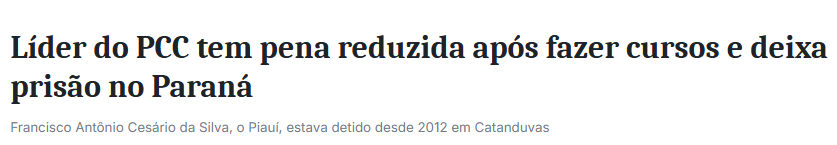 Líder do PCC tem pena reduzida após fazer cursos e deixa
prisão no Paraná
Francisco Antônio Cesário da Silva, o Piauí, estava detido desde 2012 em Catanduvas